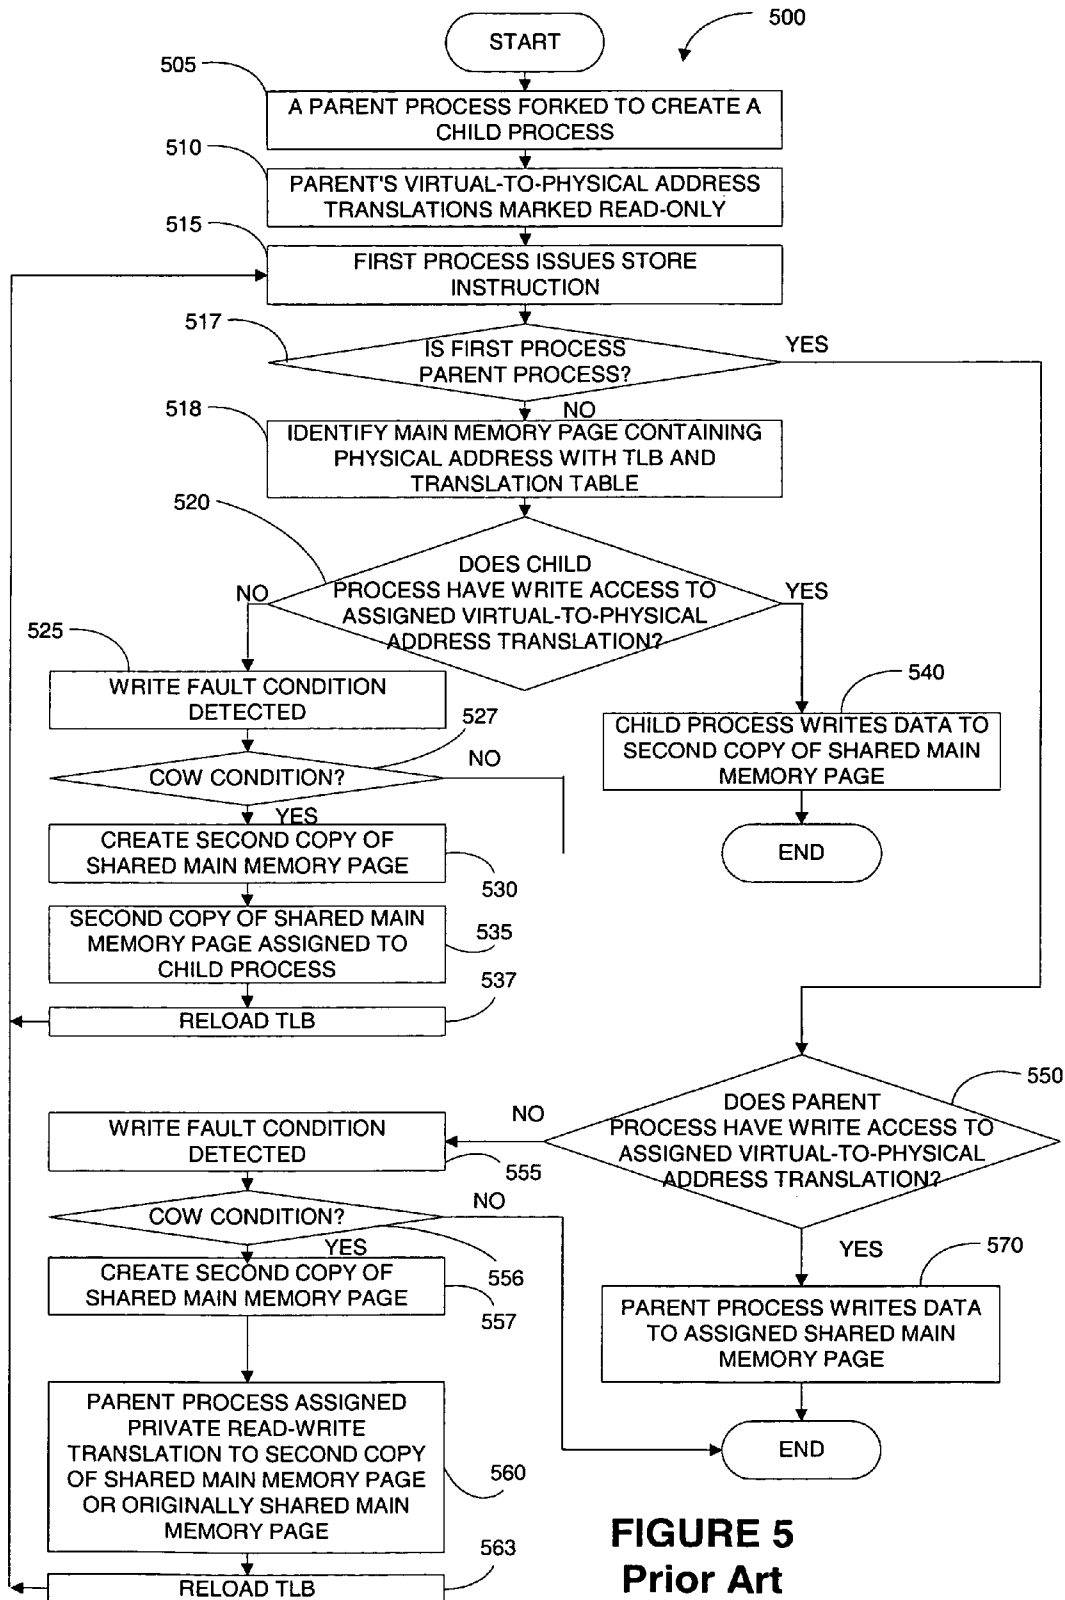 START
500
505
A PARENT PROCESS FORKED TO CREATE A
CHILD PROCESS
510
PARENT'S VIRTUAL-TO-PHYSICAL ADDRESS
TRANSLATIONS MARKED READ-ONLY
515
FIRST PROCESS ISSUES STORE
INSTRUCTION
517
IS FIRST PROCESS
PARENT PROCESS?
YES
NO
518
IDENTIFY MAIN MEMORY PAGE CONTAINING
PHYSICAL ADDRESS WITH TLB AND
TRANSLATION TABLE
520
DOES CHILD
PROCESS HAVE WRITE ACCESS TO
ASSIGNED VIRTUAL-TO-PHYSICAL
ADDRESS TRANSLATION?
NO
YES
525
WRITE FAULT CONDITION
DETECTED
527
COW CONDITION?
NO
YES
540
CHILD PROCESS WRITES DATA TO
SECOND COPY OF SHARED MAIN
MEMORY PAGE
END
CREATE SECOND COPY OF
SHARED MAIN MEMORY PAGE
530
SECOND COPY OF SHARED MAIN
MEMORY PAGE ASSIGNED TO
CHILD PROCESS
535
537
RELOAD TLB
550
DOES PARENT
PROCESS HAVE WRITE ACCESS TO
ASSIGNED VIRTUAL-TO-PHYSICAL
ADDRESS TRANSLATION?
NO
YES
WRITE FAULT CONDITION
DETECTED
555
COW CONDITION?
NO
YES
556
CREATE SECOND COPY OF
SHARED MAIN MEMORY PAGE
557
570
PARENT PROCESS WRITES DATA
TO ASSIGNED SHARED MAIN
MEMORY PAGE
END
PARENT PROCESS ASSIGNED
PRIVATE READ-WRITE
TRANSLATION TO SECOND COPY
OF SHARED MAIN MEMORY PAGE
OR ORIGINALLY SHARED MAIN
MEMORY PAGE
560
563
RELOAD TLB
FIGURE 5
Prior Art